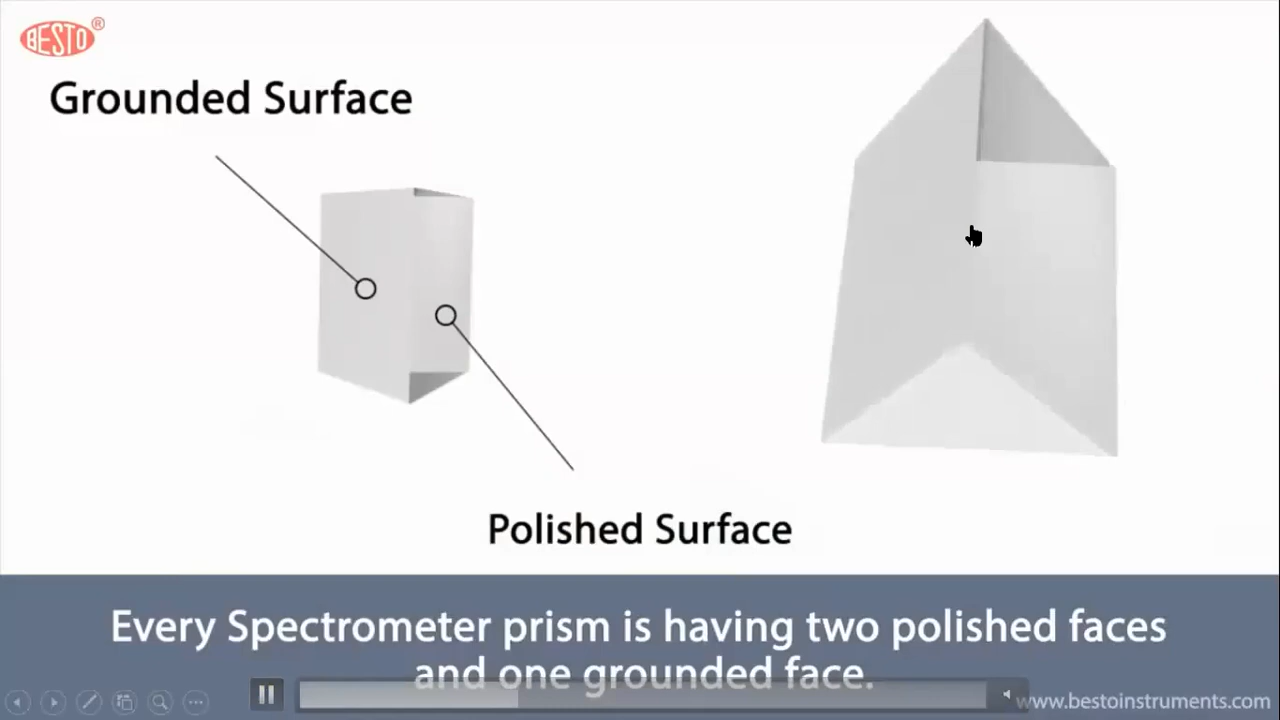 BESTO®
Grounded Surface
Polished Surface
Every Spectrometer prism is having two polished faces
and one grounded face.
www.bestoinstruments.com